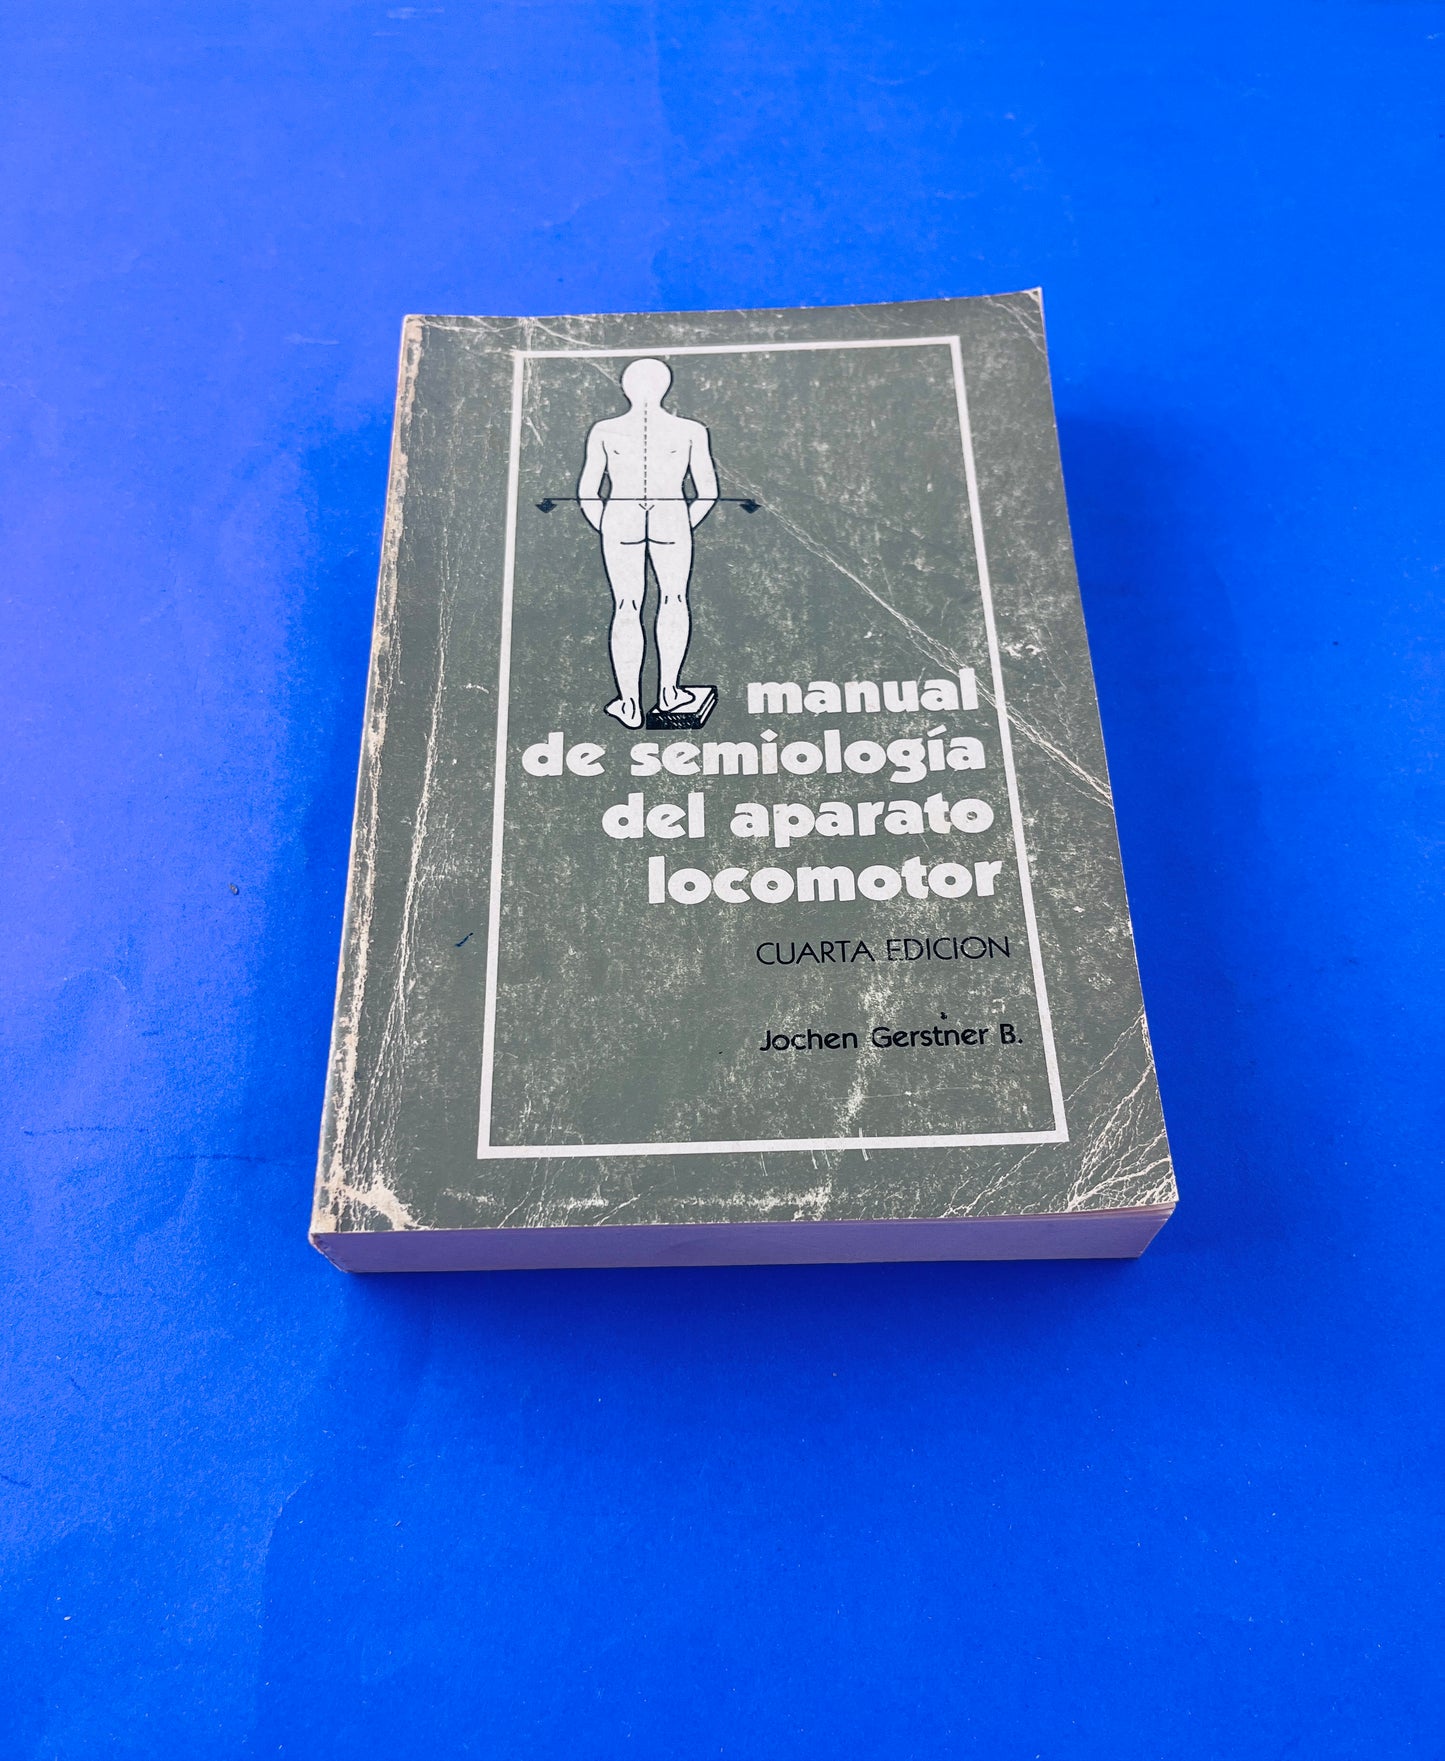 manual
de semiología
del aparato
locomotor
CUARTA EDICION
Jochen Gerstner B.